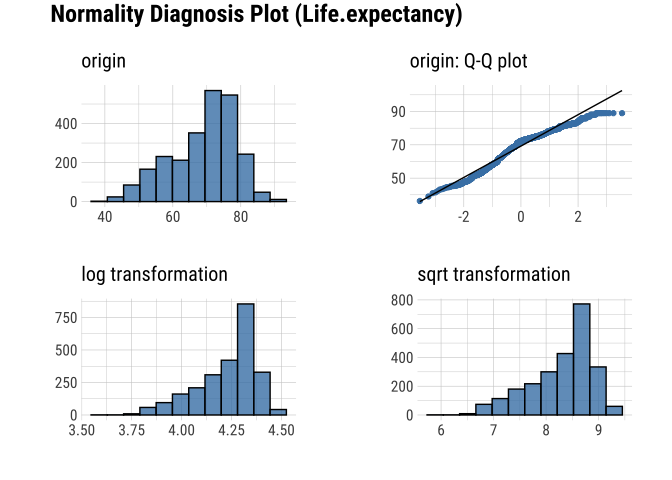 Normality Diagnosis Plot (Life.expectancy)
origin
400
200
0
40 60 80
origin: Q-Q plot
90
70
50
-2 0 2
log transformation
750
500
250
0
3.50 3.75 4.00 4.25 4.50
sqrt transformation
800
600
400
200
0
6 7 8 9